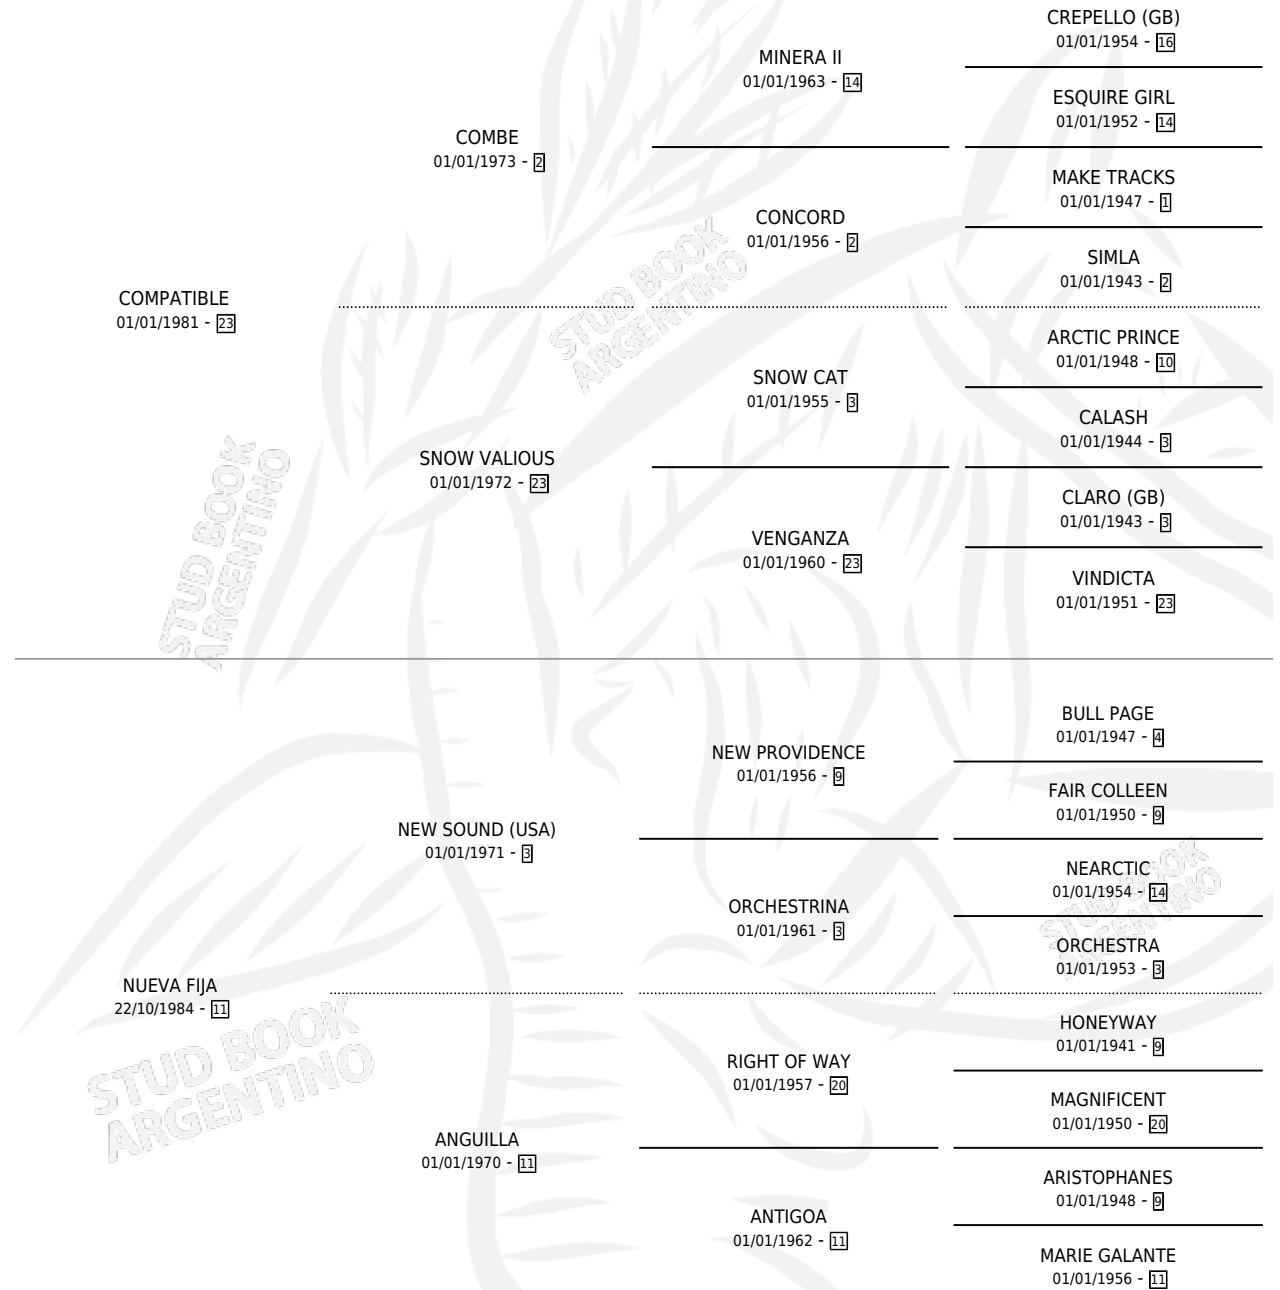 CREPELLO (GB)
01/01/1954 - 16
MINERA II
01/01/1963 - 14
ESQUIRE GIRL
01/01/1952 - 14
COMBE
01/01/1973 - 2
MAKE TRACKS
01/01/1947 - 1
CONCORD
01/01/1956 - 2
SIMLA
01/01/1943 - 2
COMPATIBLE
01/01/1981 - 23
ARCTIC PRINCE
01/01/1948 - 10
SNOW CAT
01/01/1955 - 3
CALASH
01/01/1944 - 3
SNOW VALIOUS
01/01/1972 - 23
CLARO (GB)
01/01/1943 - 3
VENGANZA
01/01/1960 - 23
VINDICTA
01/01/1951 - 23
BULL PAGE
01/01/1947 - 4
NEW PROVIDENCE
01/01/1956 - 9
FAIR COLLEEN
01/01/1950 - 9
NEW SOUND (USA)
01/01/1971 - 3
NEARCTIC
01/01/1954 - 14
ORCHESTRINA
01/01/1961 - 3
ORCHESTRA
01/01/1953 - 3
NUEVA FIJA
22/10/1984 - 11
HONEYWAY
01/01/1941 - 9
RIGHT OF WAY
01/01/1957 - 20
MAGNIFICENT
01/01/1950 - 20
ANGUILLA
01/01/1970 - 11
ARISTOPHANES
01/01/1948 - 9
ANTIGOA
01/01/1962 - 11
MARIE GALANTE
01/01/1956 - 11
STUD BOOK
ARGENTINO
STUD BOOK
ARGENTINO
STUD BOOK
ARGENTINO
STUD BOOK
ARGENTINO